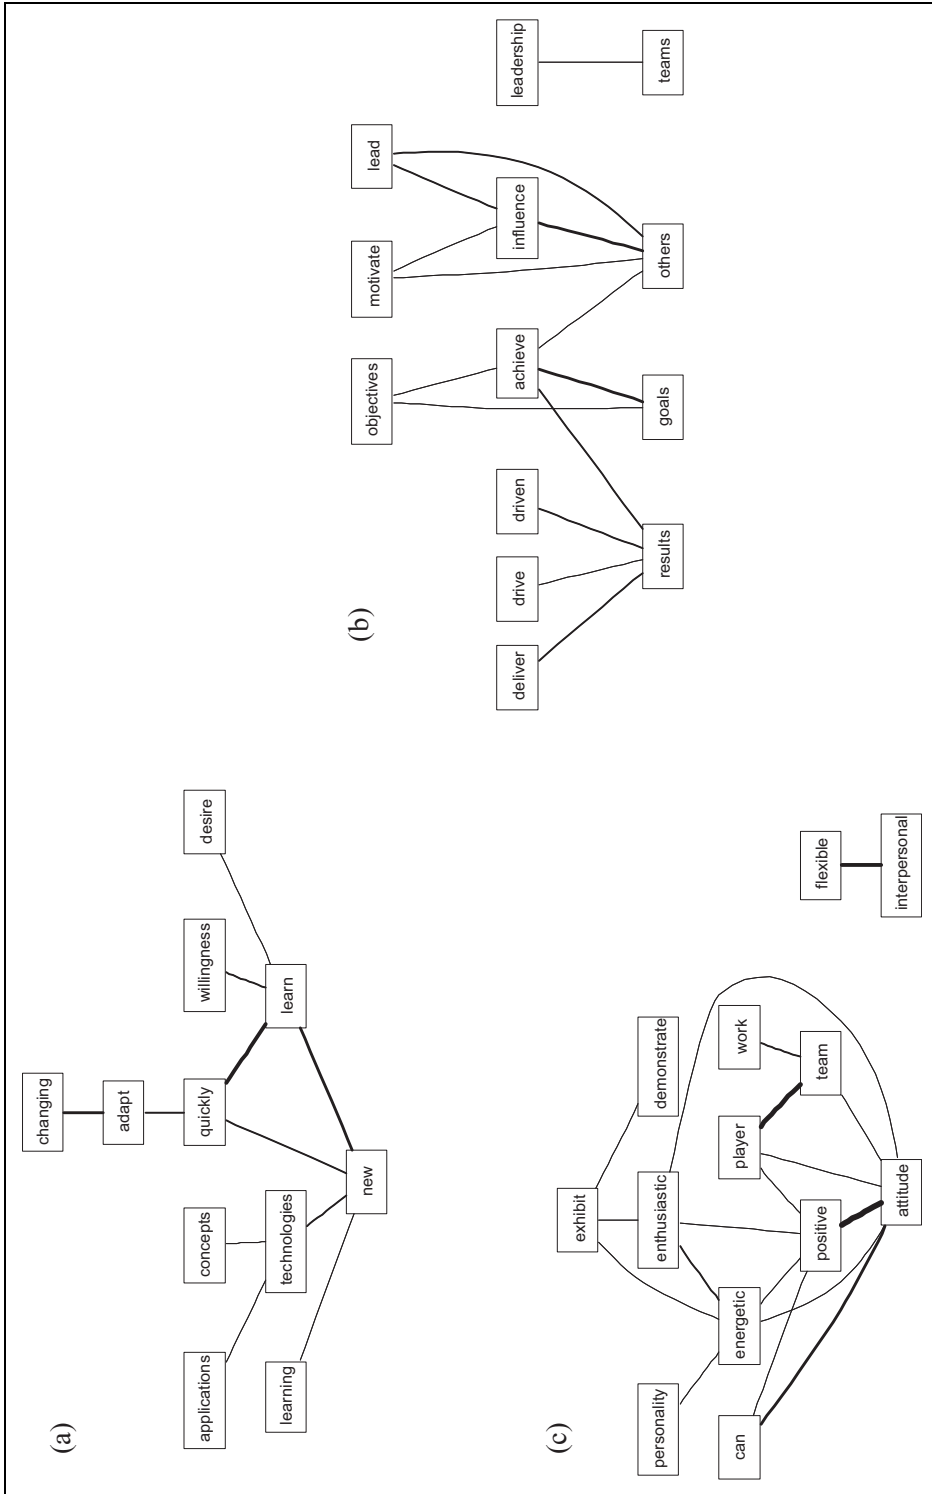 (a)
changing
adapt
applications
concepts
quickly
willingness
desire
learning
technologies
learn
new
(b)
objectives
motivate
lead
deliver
drive
driven
achieve
influence
leadership
results
goals
others
teams
(c)
exhibit
personality
enthusiastic
demonstrate
can
energetic
player
work
positive
team
flexible
attitude
interpersonal